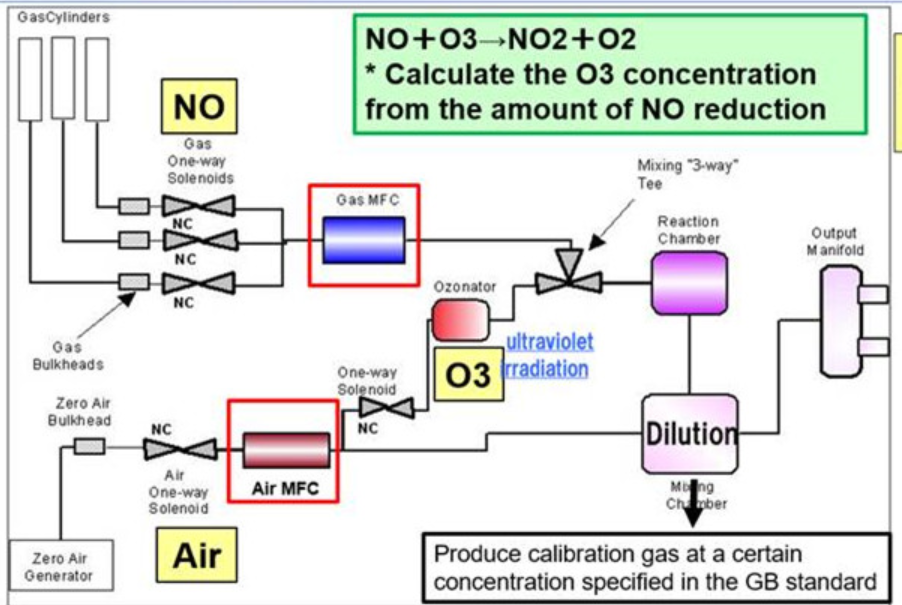 GasCylinders
NO+O3→NO2+O2
* Calculate the O3 concentration
from the amount of NO reduction
NO
Gas
One-way
Solenoids
NC
NC
NC
Gas MFC
Mixing "3-way"
Tee
Reaction
Chamber
Output
Manifold
Gas
Bulkheads
Ozonator
ultraviolet
irradiation
O3
One-way
Solenoid
NC
Zero Air
Bulkhead
NC
Air
One-way
Solenoid
Air MFC
Dilution
Mixing
Chamber
Zero Air
Generator
Air
Produce calibration gas at a certain
concentration specified in the GB standard